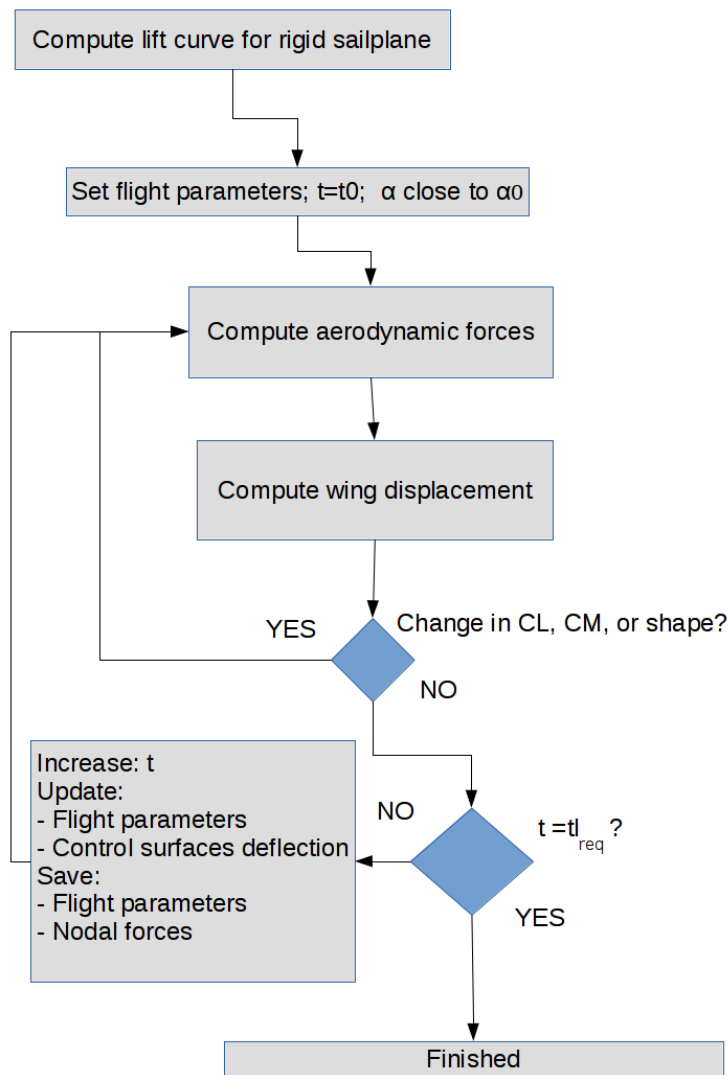 Compute lift curve for rigid sailplane
Set flight parameters; t=t0; α close to α0
Compute aerodynamic forces
Compute wing displacement
Change in CL, CM, or shape?
YES
NO
Increase: t
Update:
- Flight parameters
- Control surfaces deflection
Save:
- Flight parameters
- Nodal forces
NO
t =t|req ?
YES
Finished